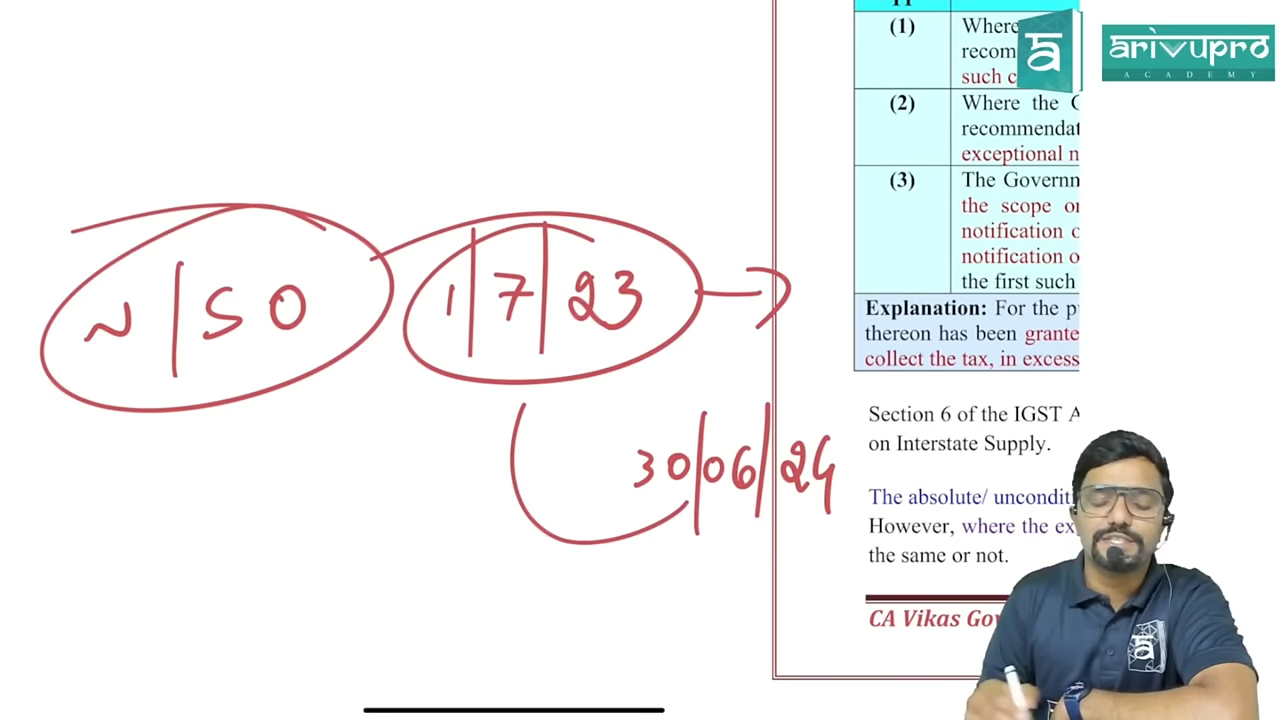 (1) Where
recom
such c
(2) Where the
recommendat
exceptional n
(3) The Governm
the scope or
notification o
notification o
the first such
Explanation: For the p
thereon has been grante
collect the tax, in excess
Section 6 of the IGST A
on Interstate Supply.
The absolute/ uncondit
However, where the ex
the same or not.
CA Vikas Gov
arivupro
ACADEMY
N | 50
1 | 7 | 23
30/06/24